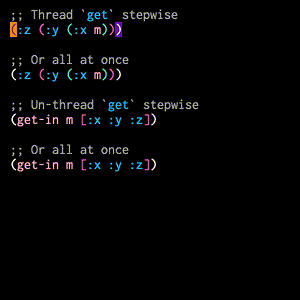 ;; Thread `get` stepwise
(:z (:y (:x m)))
;; Or all at once
(:z (:y (:x m)))
;; Un-thread `get` stepwise
(get-in m [:x :y :z])
;; Or all at once
(get-in m [:x :y :z])